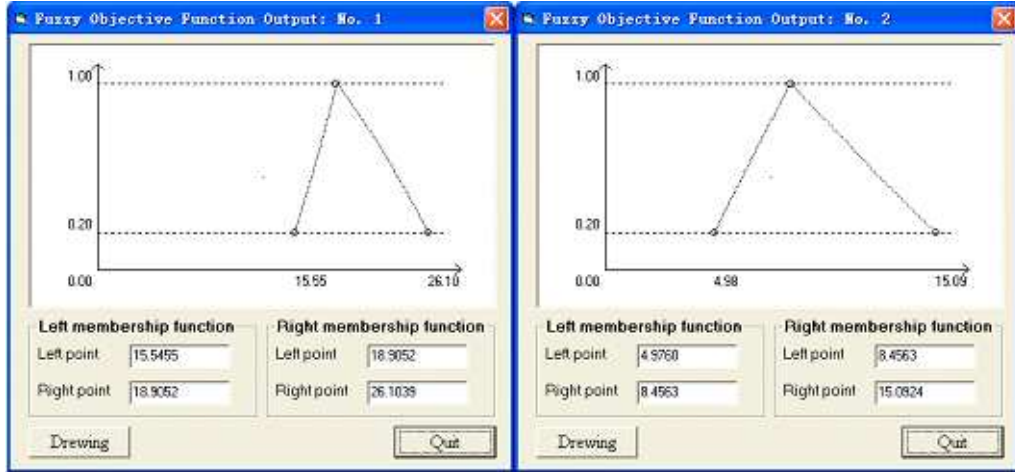 Fuzzy Objective Function Output: No. 1
1.00
0.20
0.00
15.55
26.10
Left membership function
Left point 15.5455
Right point 18.9052
Right membership function
Left point 18.9052
Right point 26.1039
Drewing
Quit
Fuzzy Objective Function Output: No. 2
1.00
0.20
0.00
4.98
15.09
Left membership function
Left point 4.9760
Right point 8.4563
Right membership function
Left point 8.4563
Right point 15.0924
Drewing
Quit